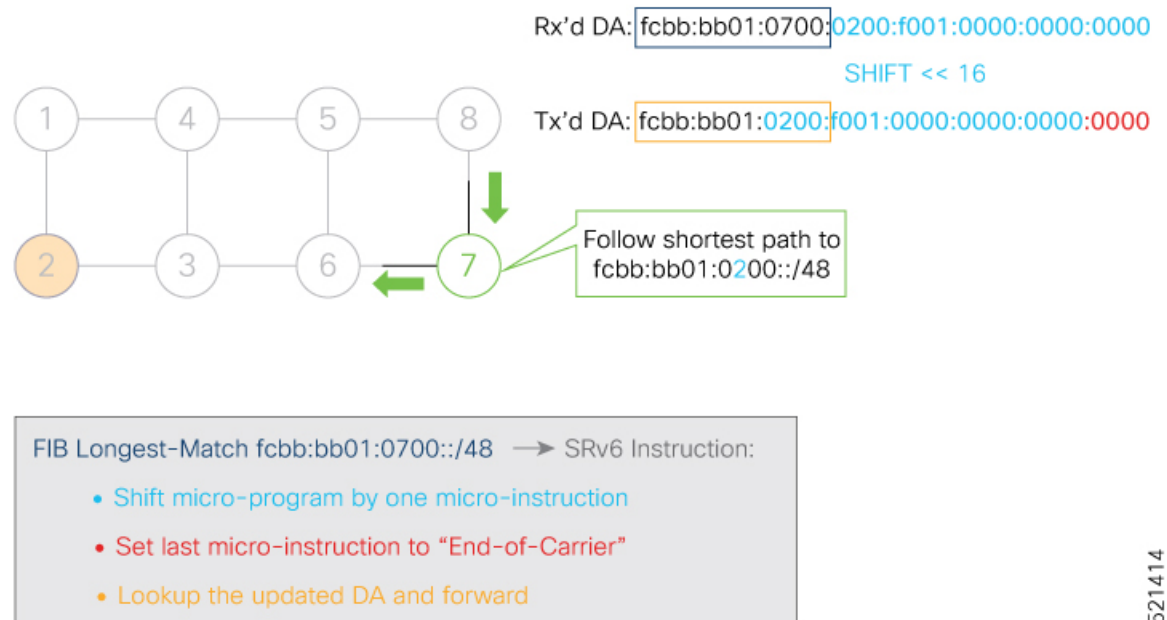 Rx'd DA: fcbb:bb01:0700:0200:f001:0000:0000:0000
SHIFT << 16
Tx'd DA: fcbb:bb01:0200:f001:0000:0000:0000:0000
1 4 5 8
2 3 6 7
Follow shortest path to
fcbb:bb01:0200::/48
FIB Longest-Match fcbb:bb01:0700::/48 → SRv6 Instruction:
• Shift micro-program by one micro-instruction
• Set last micro-instruction to “End-of-Carrier”
• Lookup the updated DA and forward
521414